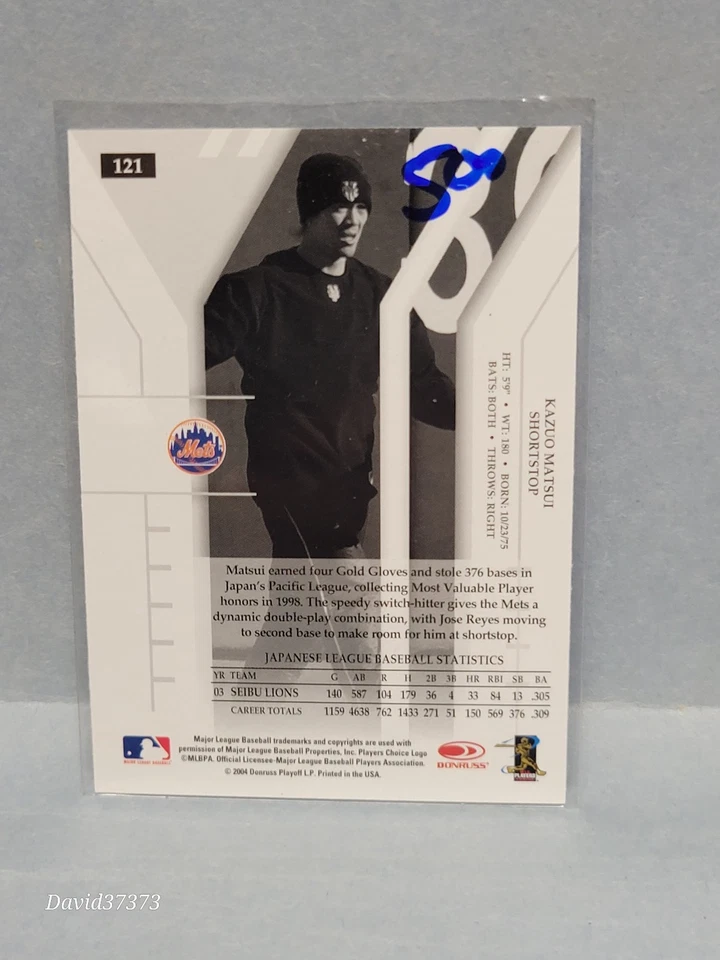 121
KAZUO MATSUI
SHORTSTOP
HT: 5'9" • WT: 180 • BORN: 10/23/75
BATS: BOTH • THROWS: RIGHT
Mets
Matsui earned four Gold Gloves and stole 376 bases in
Japan's Pacific League, collecting Most Valuable Player
honors in 1998. The speedy switch-hitter gives the Mets a
dynamic double-play combination, with Jose Reyes moving
to second base to make room for him at shortstop.
JAPANESE LEAGUE BASEBALL STATISTICS
YR TEAM G AB R H 2B 3B HR RBI SB BA
03 SEIBU LIONS 140 587 104 179 36 4 33 84 13 .305
CAREER TOTALS 1159 4638 762 1433 271 51 150 569 376 .309
Major League Baseball trademarks and copyrights are used with
permission of Major League Baseball Properties, Inc. Players Choice Logo
©MLBPA. Official Licensee-Major League Baseball Players Association.
© 2004 Donruss Playoff L.P. Printed in the USA.
MAJOR LEAGUE BASEBALL
DONRUSS
PLAYERS
David37373